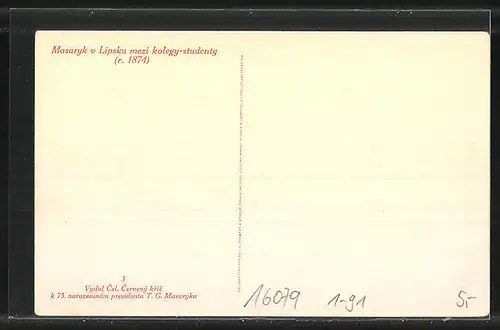 Masaryk v Lipsku mezi kolegy-studenty
(r. 1874)
3
Vydal Čsl. Červený kříž
k 75. narozeninám presidenta T. G. Masaryka
16079 1-91 5,-